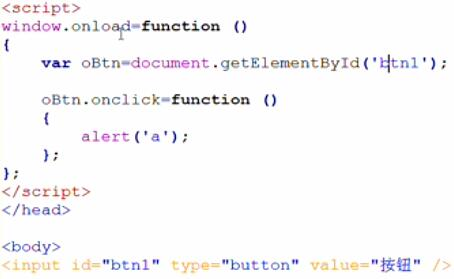 <script>
window.onload=function ()
{
    var oBtn=document.getElementById('btn1');

    oBtn.onclick=function ()
    {
        alert('a');
    };
};
</script>
</head>

<body>
<input id="btn1" type="button" value="按钮" />